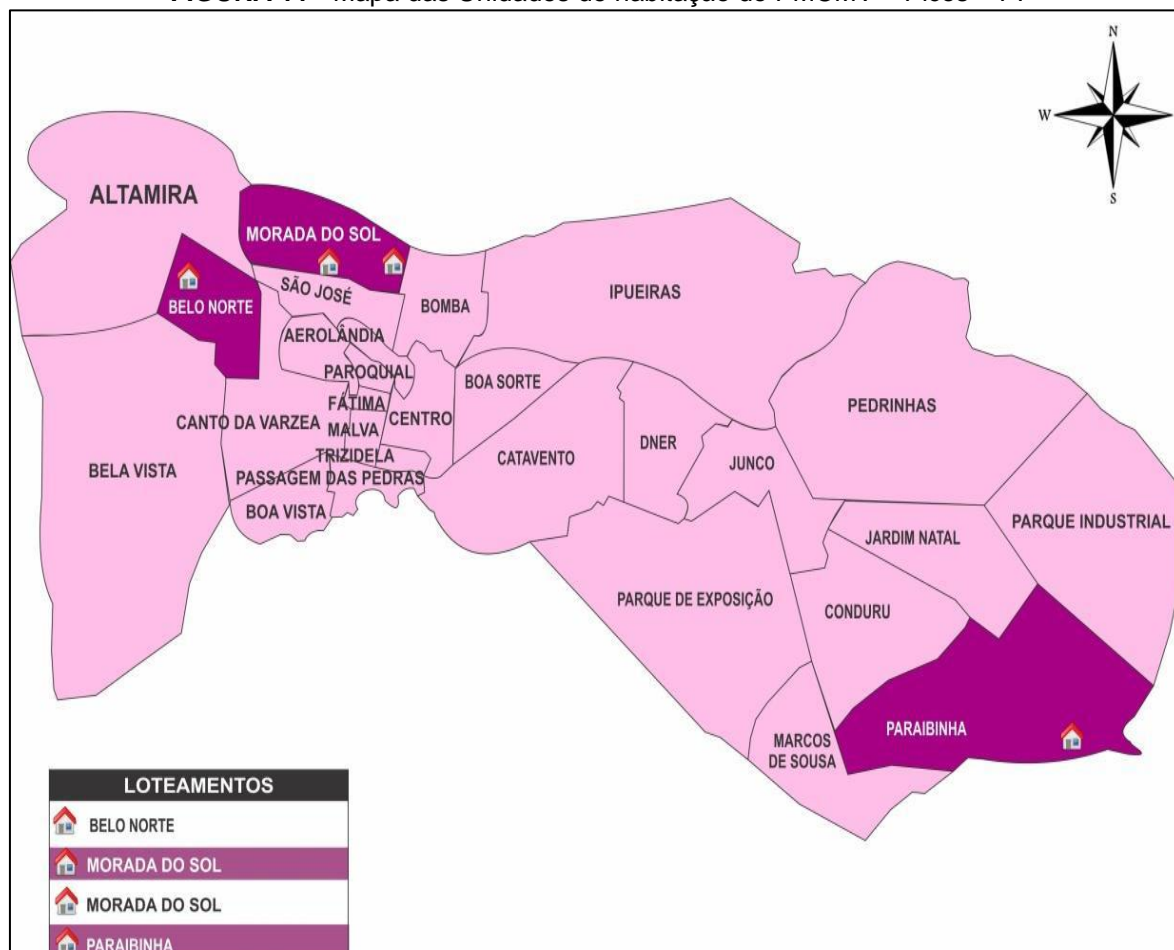 N
W
S
ALTAMIRA
MORADA DO SOL
BELO NORTE
SÃO JOSÉ
BOMBA
IPUEIRAS
AEROLÂNDIA
PAROQUIAL
BOA SORTE
FÁTIMA
CENTRO
CANTO DA VARZEA
MALVA
PEDRINHAS
DNER
TRIZIDELA
CATAVENTO
JUNCO
BELA VISTA
PASSAGEM DAS PEDRAS
BOA VISTA
PARQUE INDUSTRIAL
JARDIM NATAL
PARQUE DE EXPOSIÇÃO
CONDURU
PARAIBINHA
MARCOS
DE SOUSA
LOTEAMENTOS
BELO NORTE
MORADA DO SOL
MORADA DO SOL
PARAIBINHA